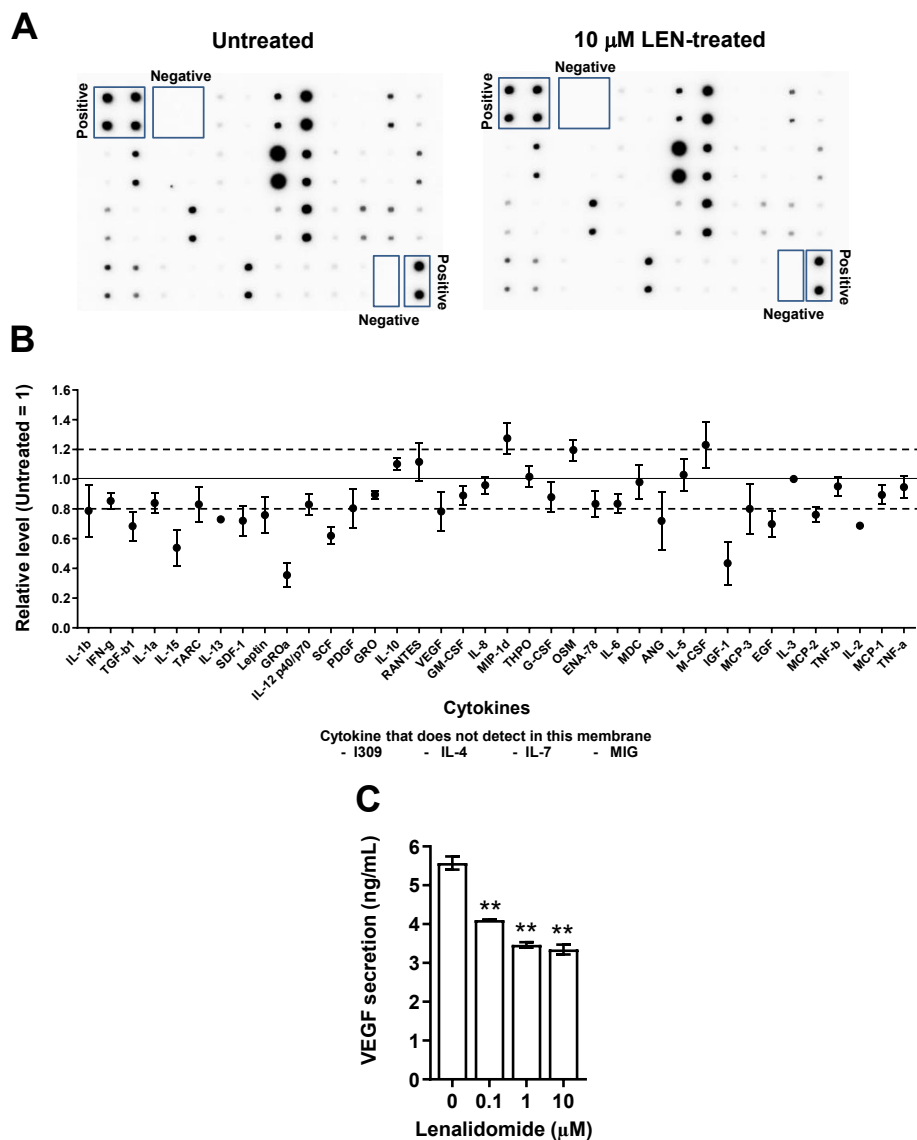 A
Untreated
10 μM LEN-treated
Negative
Positive
Negative
Positive
Positive
Negative
Positive
Negative
B
Relative level (Untreated = 1)
1.6
1.4
1.2
1.0
0.8
0.6
0.4
0.2
0.0
IL-1b
IFN-g
TGF-b1
IL-1a
IL-15
TARC
IL-13
SDF-1
Leptin
GROa
IL-12 p40/p70
SCF
PDGF
GRO
IL-10
RANTES
VEGF
GM-CSF
IL-8
MIP-1d
THPO
G-CSF
OSM
ENA-78
IL-6
MDC
ANG
IL-5
M-CSF
IGF-1
MCP-3
EGF
IL-3
MCP-2
TNF-b
IL-2
MCP-1
TNF-a
Cytokines
Cytokine that does not detect in this membrane
- I309 - IL-4 - IL-7 - MIG
C
VEGF secretion (ng/mL)
6
5
4
3
2
1
0
** ** **
0 0.1 1 10
Lenalidomide (μM)